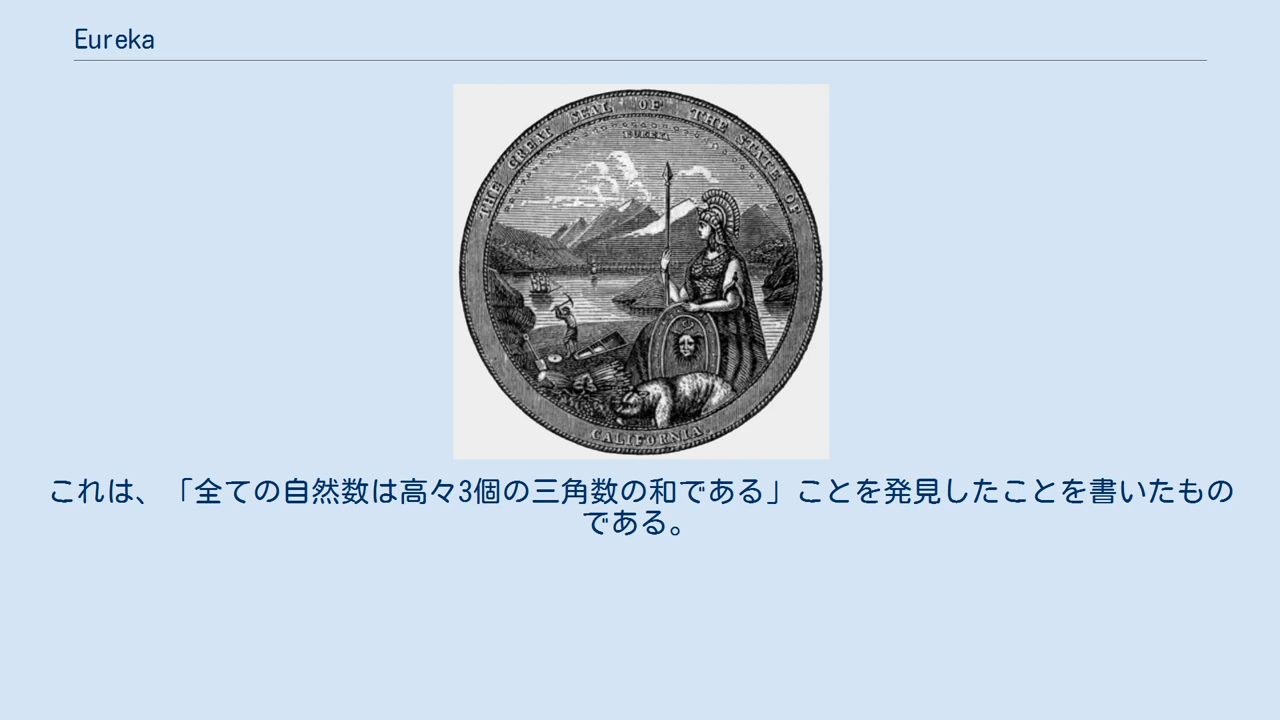 Eureka
THE GREAT SEAL OF THE STATE OF
EUREKA
CALIFORNIA.
これは、「全ての自然数は高々3個の三角数の和である」ことを発見したことを書いたもの
である。